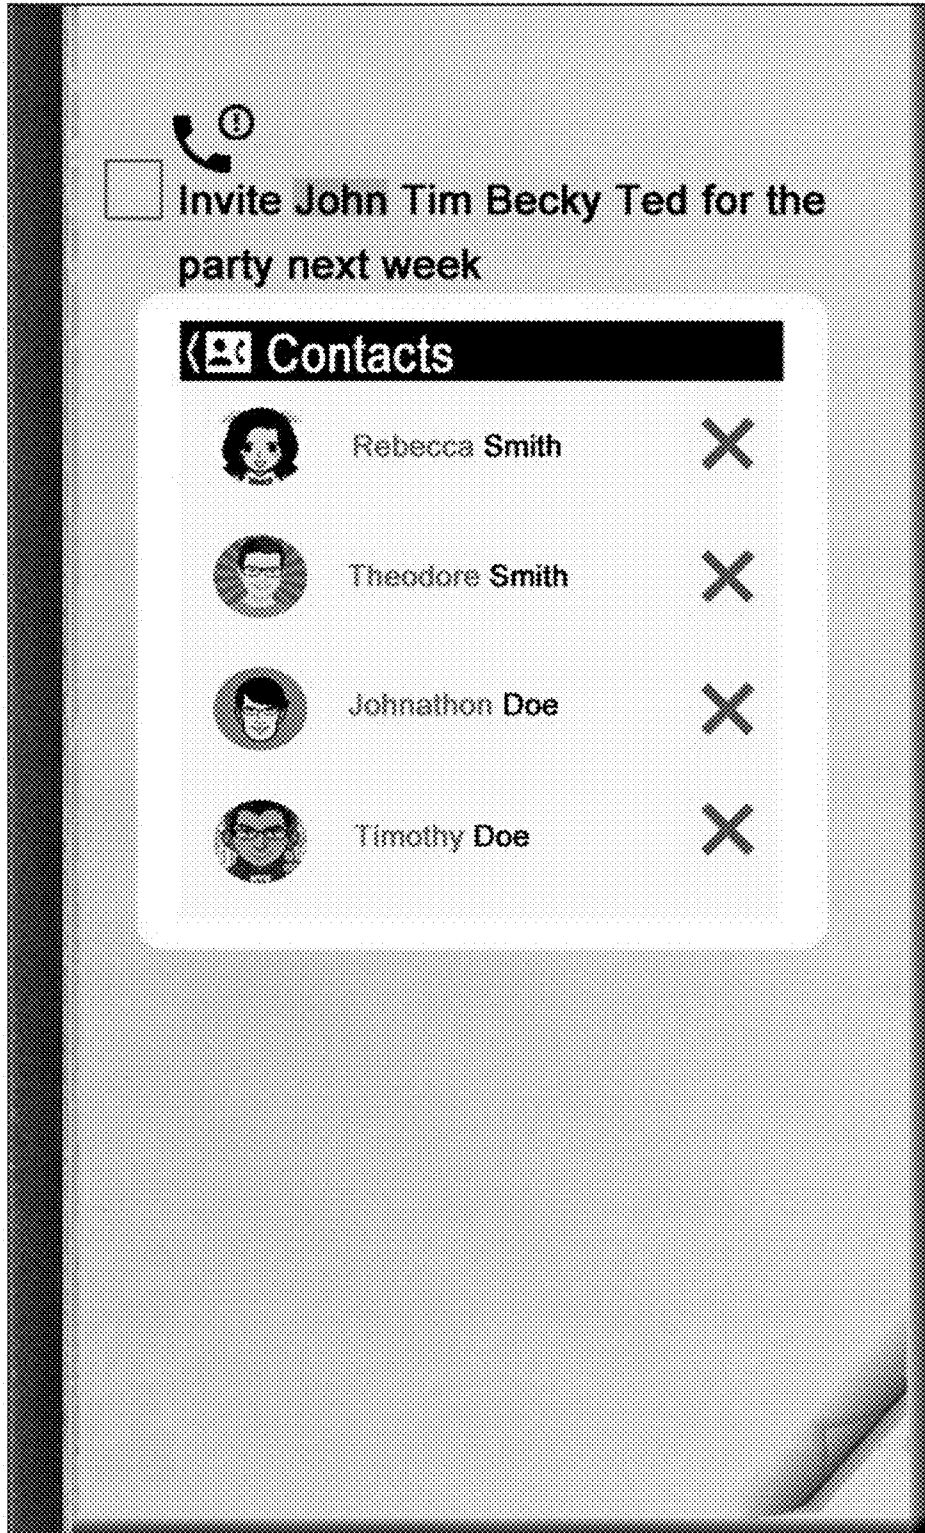 Invite John Tim Becky Ted for the
party next week
Contacts
Rebecca Smith
Theodore Smith
Johnathon Doe
Timothy Doe